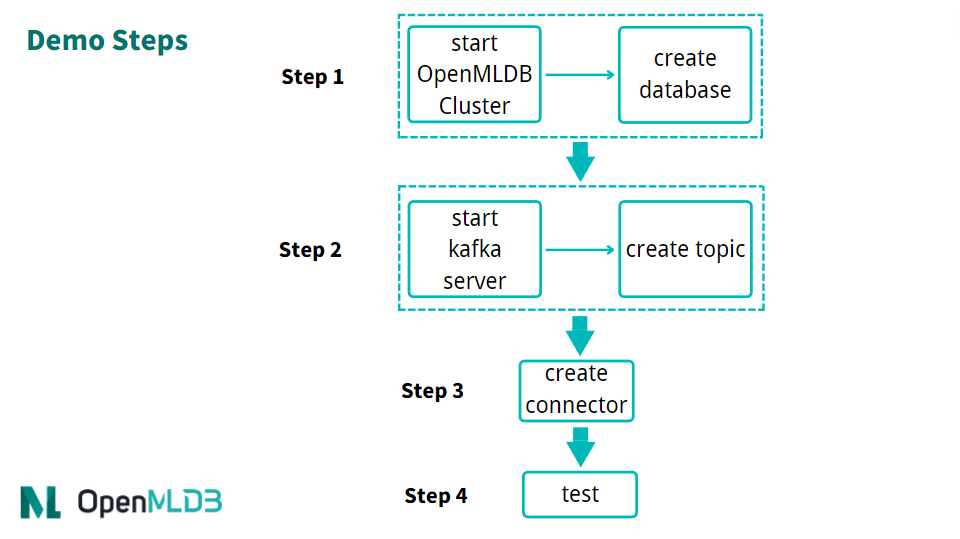 Demo Steps
Step 1
start
OpenMLDB
Cluster
create
database
Step 2
start
kafka
server
create topic
Step 3
create
connector
Step 4
test
OpenMLDB